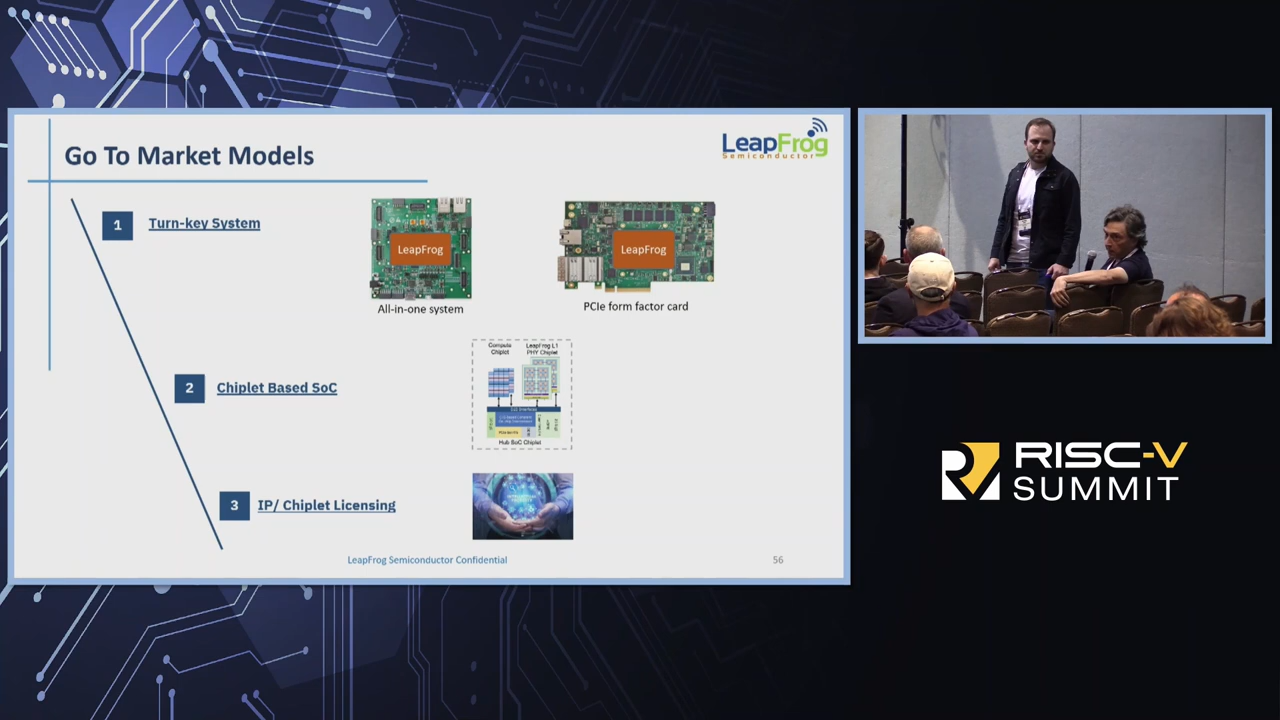 Go To Market Models
LeapFrog
Semiconductor
1
Turn-key System
LeapFrog
LeapFrog
All-in-one system
PCIe form factor card
Compute
Chiplet
LeapFrog L1
PHY Chiplet
2
Chiplet Based SoC
Hub SoC Chiplet
3
IP/ Chiplet Licensing
LeapFrog Semiconductor Confidential
56
RISC-V
SUMMIT